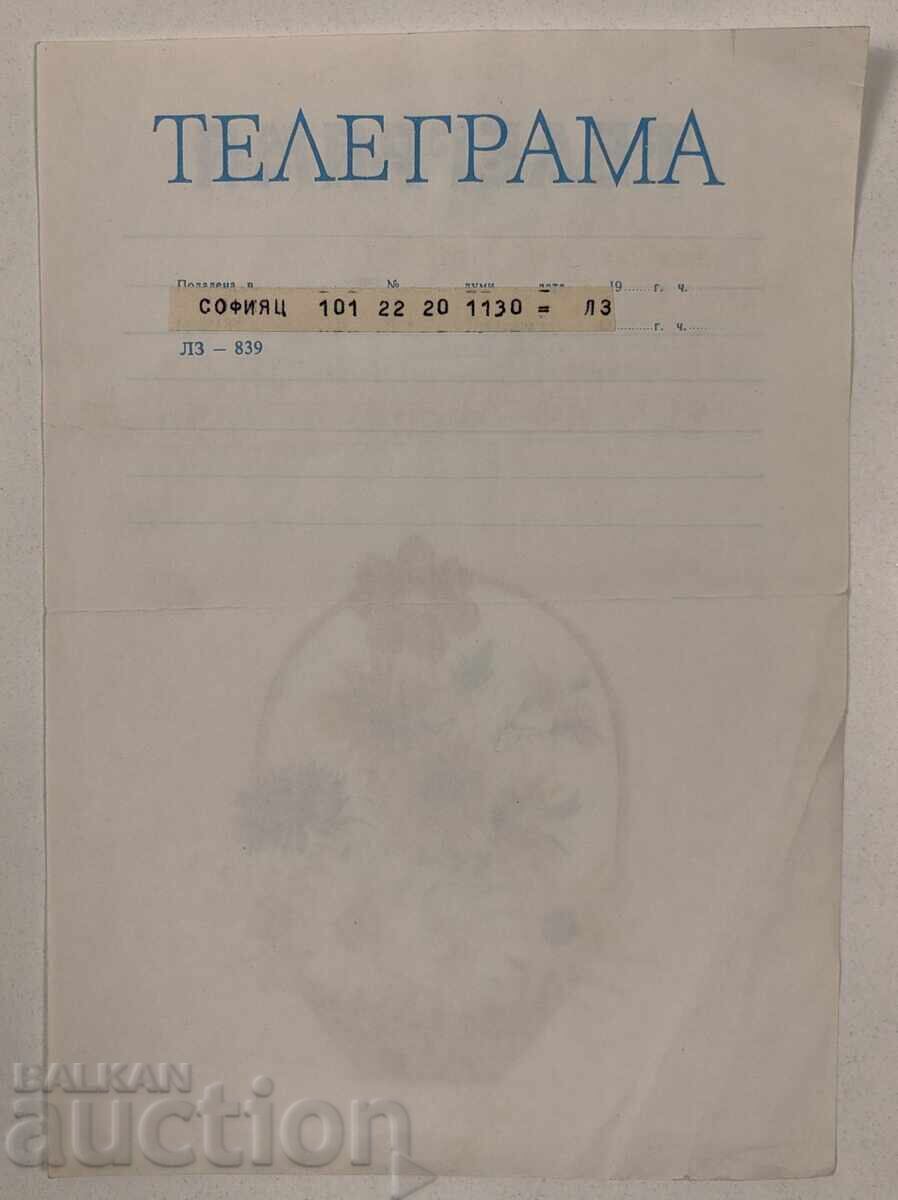 ТЕЛЕГРАМА
Подадена в № думи дата 19...... г. ч.
СОФИЯЦ 101 22 20 1130 = ЛЗ
...... г. ч. ......
ЛЗ – 839
BALKAN
auction